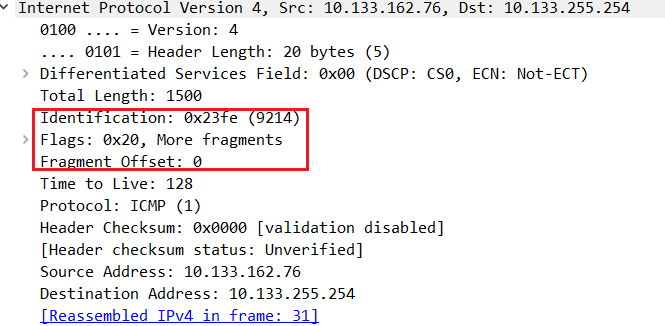 Internet Protocol Version 4, Src: 10.133.162.76, Dst: 10.133.255.254
0100 .... = Version: 4
.... 0101 = Header Length: 20 bytes (5)
Differentiated Services Field: 0x00 (DSCP: CS0, ECN: Not-ECT)
Total Length: 1500
Identification: 0x23fe (9214)
Flags: 0x20, More fragments
Fragment Offset: 0
Time to Live: 128
Protocol: ICMP (1)
Header Checksum: 0x0000 [validation disabled]
[Header checksum status: Unverified]
Source Address: 10.133.162.76
Destination Address: 10.133.255.254
[Reassembled IPv4 in frame: 31]